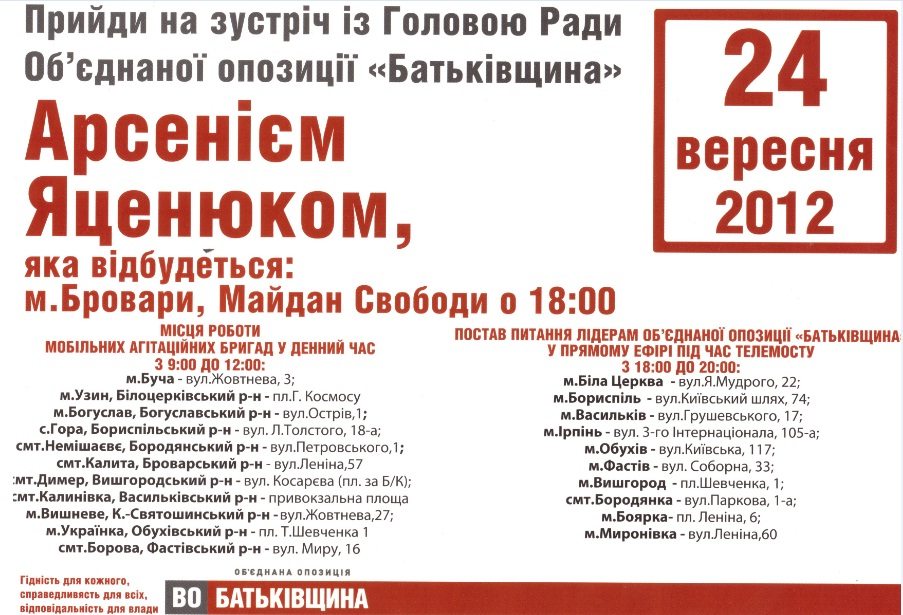 Прийди на зустріч із Головою Ради
Об'єднаної опозиції «Батьківщина»
Арсенієм
Яценюком,
яка відбудеться:
м.Бровари, Майдан Свободи о 18:00
24
вересня
2012
МІСЦЯ РОБОТИ
МОБІЛЬНИХ АГІТАЦІЙНИХ БРИГАД У ДЕННИЙ ЧАС
З 9:00 ДО 12:00:
м.Буча - вул.Жовтнева, 3;
м.Узин, Білоцерківський р-н - пл.Г. Космосу
м.Богуслав, Богуславський р-н - вул.Острів,1;
с.Гора, Бориспільський р-н - вул. Л.Толстого, 18-а;
смт.Немішаєве, Бородянський р-н - вул.Петровського,1;
смт.Калита, Броварський р-н - вул.Леніна,57
смт.Димер, Вишгородський р-н - вул. Косарєва (пл. за Б/К);
смт.Калинівка, Васильківський р-н - привокзальна площа
м.Вишневе, К.-Святошинський р-н -вул.Жовтнева,27;
м.Українка, Обухівський р-н - пл. Т.Шевченка 1
смт.Борова, Фастівський р-н - вул. Миру, 16
ПОСТАВ ПИТАННЯ ЛІДЕРАМ ОБ'ЄДНАНОЇ ОПОЗИЦІЇ «БАТЬКІВЩИНА»
У ПРЯМОМУ ЕФІРІ ПІД ЧАС ТЕЛЕМОСТУ
З 18:00 ДО 20:00:
м.Біла Церква - вул.Я.Мудрого, 22;
м.Бориспіль - вул.Київський шлях, 74;
м.Васильків - вул.Грушевського, 17;
м.Ірпінь - вул. 3-го Інтернаціонала, 105-а;
м.Обухів - вул.Київська, 117;
м.Фастів - вул. Соборна, 33;
м.Вишгород - пл.Шевченка, 1;
смт.Бородянка - вул.Паркова, 1-а;
м.Боярка- пл. Леніна, 6;
м.Миронівка - вул.Леніна,60
Гідність для кожного,
справедливість для всіх,
відповідальність для влади
ОБ'ЄДНАНА ОПОЗИЦІЯ
ВО БАТЬКІВЩИНА